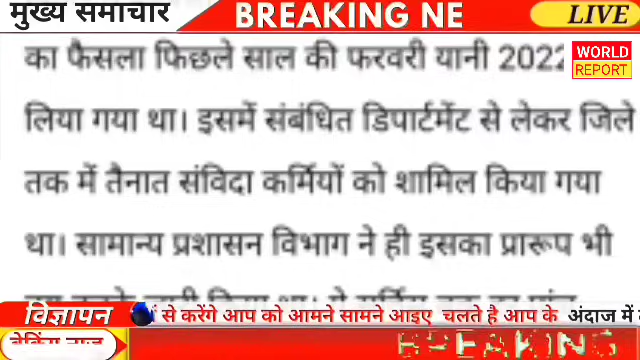 मुख्य समाचार
BREAKING NE
LIVE
WORLD
REPORT
का फैसला फिछले साल की फरवरी यानी 2022
लिया गया था। इसमें संबंधित डिपार्टमेंट से लेकर जिले
तक में तैनात संविदा कर्मियों को शामिल किया गया
था। सामान्य प्रशासन विभाग ने ही इसका प्रारूप भी
विज्ञापन
से करेंगे आप को आमने सामने आइए चलते है आप के अंदाज में
BREAKING